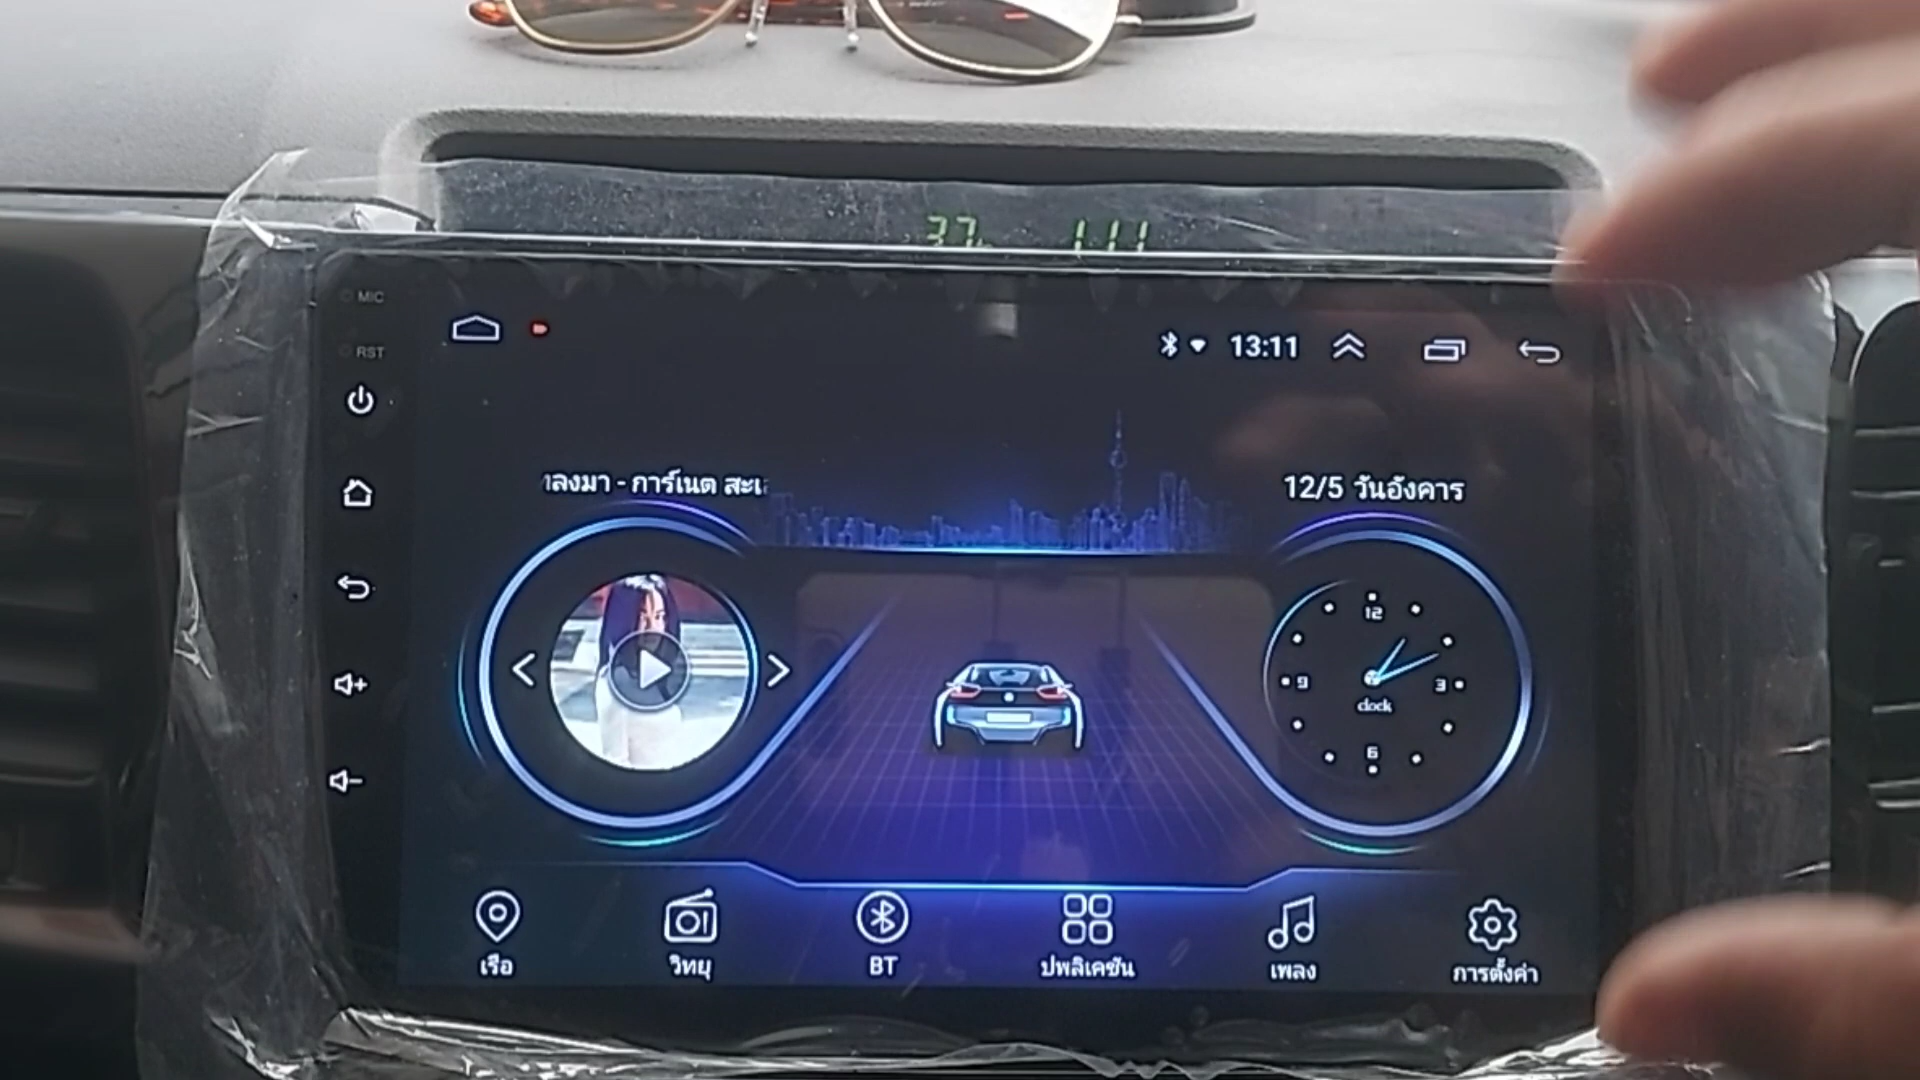 37 1:11
MIC
RST
13:11
าลงมา - การ์เนต สะเ
12/5 วันอังคาร
12
9
3
clock
6
เรือ
วิทยุ
BT
ปพลิเคชัน
เพลง
การตั้งค่า